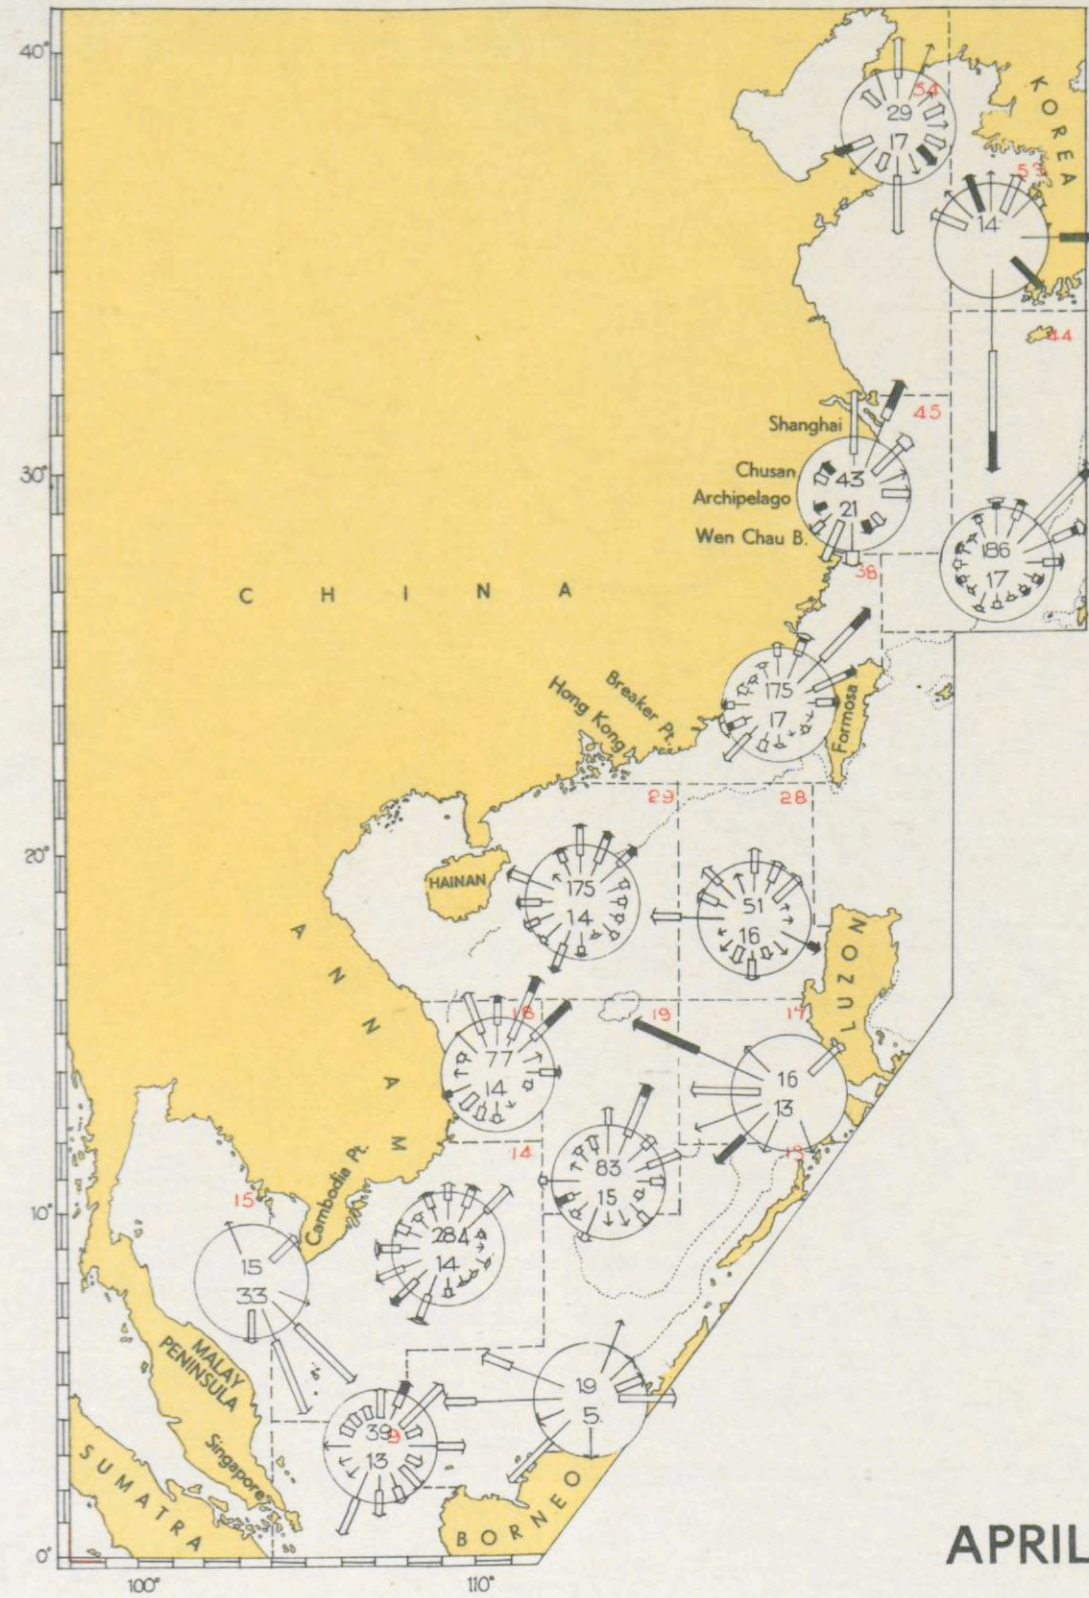 40°
KOREA
54
29
17
53
14
44
45
Shanghai
Chusan
Archipelago
Wen Chau B.
43
21
30°
38
186
17
CHINA
Breaker Pt.
Hong Kong
175
17
Formosa
29
28
20°
HAINAN
175
14
51
16
LUZON
ANNAM
18
19
17
77
14
16
13
14
13
83
15
Cambodia Pt.
15
10°
284
14
15
33
MALAY
PENINSULA
19
5
39
9
13
Singapore
SUMATRA
BORNEO
0°
100°
110°
APRIL